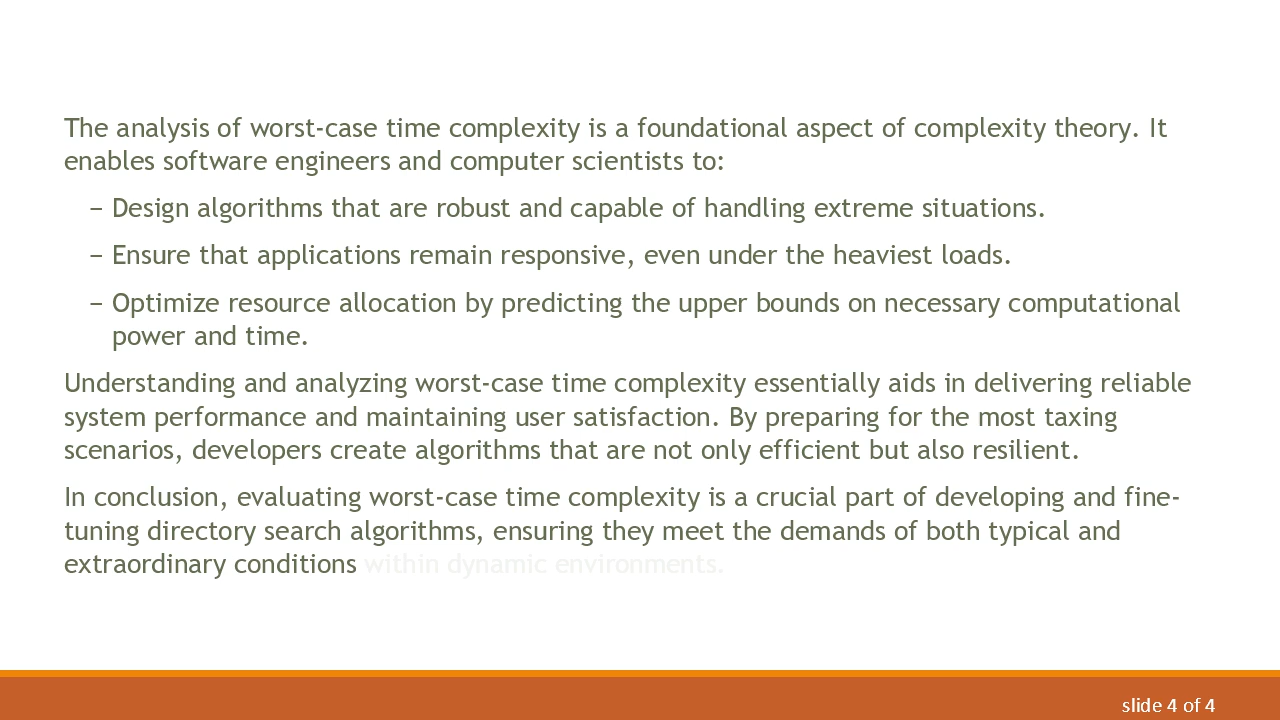 The analysis of worst-case time complexity is a foundational aspect of complexity theory. It
enables software engineers and computer scientists to:
– Design algorithms that are robust and capable of handling extreme situations.
– Ensure that applications remain responsive, even under the heaviest loads.
– Optimize resource allocation by predicting the upper bounds on necessary computational
power and time.
Understanding and analyzing worst-case time complexity essentially aids in delivering reliable
system performance and maintaining user satisfaction. By preparing for the most taxing
scenarios, developers create algorithms that are not only efficient but also resilient.
In conclusion, evaluating worst-case time complexity is a crucial part of developing and fine-
tuning directory search algorithms, ensuring they meet the demands of both typical and
extraordinary conditions within dynamic environments.
slide 4 of 4